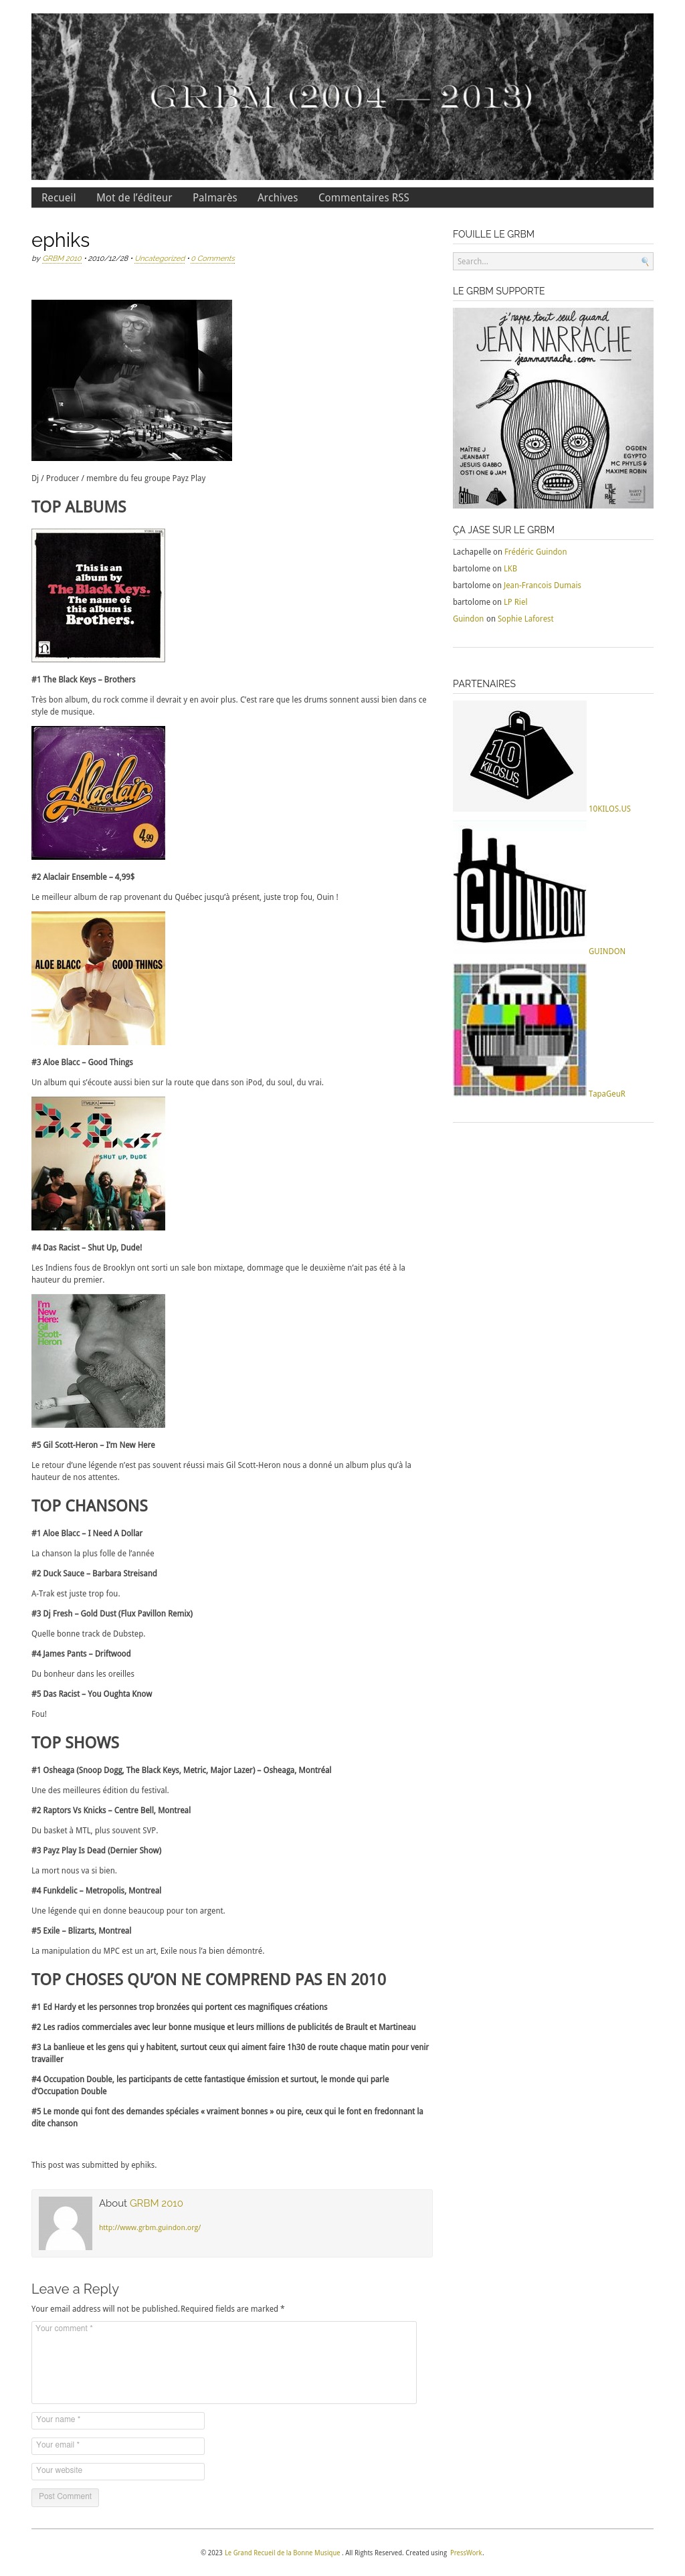 GRBM (2004 — 2013)
Recueil Mot de l'éditeur Palmarès Archives Commentaires RSS
ephiks
by GRBM 2010 • 2010/12/28 • Uncategorized • 0 Comments
Dj / Producer / membre du feu groupe Payz Play
TOP ALBUMS
This is an
album by
The Black Keys.
The name of
this album is
Brothers.
#1 The Black Keys – Brothers
Très bon album, du rock comme il devrait y en avoir plus. C'est rare que les drums sonnent aussi bien dans ce
style de musique.
Alaclair
4,99
#2 Alaclair Ensemble – 4,99$
Le meilleur album de rap provenant du Québec jusqu'à présent, juste trop fou, Ouin !
ALOE BLACC GOOD THINGS
#3 Aloe Blacc – Good Things
Un album qui s'écoute aussi bien sur la route que dans son iPod, du soul, du vrai.
Das Racist
SHUT UP, DUDE
#4 Das Racist – Shut Up, Dude!
Les Indiens fous de Brooklyn ont sorti un sale bon mixtape, dommage que le deuxième n'ait pas été à la
hauteur du premier.
I'm
New
Here:
Gil
Scott-
Heron
#5 Gil Scott-Heron – I'm New Here
Le retour d'une légende n'est pas souvent réussi mais Gil Scott-Heron nous a donné un album plus qu'à la
hauteur de nos attentes.
TOP CHANSONS
#1 Aloe Blacc – I Need A Dollar
La chanson la plus folle de l'année
#2 Duck Sauce – Barbara Streisand
A-Trak est juste trop fou.
#3 Dj Fresh – Gold Dust (Flux Pavillon Remix)
Quelle bonne track de Dubstep.
#4 James Pants – Driftwood
Du bonheur dans les oreilles
#5 Das Racist – You Oughta Know
Fou!
TOP SHOWS
#1 Osheaga (Snoop Dogg, The Black Keys, Metric, Major Lazer) – Osheaga, Montréal
Une des meilleures édition du festival.
#2 Raptors Vs Knicks – Centre Bell, Montreal
Du basket à MTL, plus souvent SVP.
#3 Payz Play Is Dead (Dernier Show)
La mort nous va si bien.
#4 Funkdelic – Metropolis, Montreal
Une légende qui en donne beaucoup pour ton argent.
#5 Exile – Blizarts, Montreal
La manipulation du MPC est un art, Exile nous l'a bien démontré.
TOP CHOSES QU'ON NE COMPREND PAS EN 2010
#1 Ed Hardy et les personnes trop bronzées qui portent ces magnifiques créations
#2 Les radios commerciales avec leur bonne musique et leurs millions de publicités de Brault et Martineau
#3 La banlieue et les gens qui y habitent, surtout ceux qui aiment faire 1h30 de route chaque matin pour venir
travailler
#4 Occupation Double, les participants de cette fantastique émission et surtout, le monde qui parle
d'Occupation Double
#5 Le monde qui font des demandes spéciales « vraiment bonnes » ou pire, ceux qui le font en fredonnant la
dite chanson
This post was submitted by ephiks.
About GRBM 2010
http://www.grbm.guindon.org/
Leave a Reply
Your email address will not be published. Required fields are marked *
Your comment *
Your name *
Your email *
Your website
Post Comment
FOUILLE LE GRBM
Search...
LE GRBM SUPPORTE
j'rappe tout seul quand
JEAN NARRACHE
jeannarrache.com
MAÎTRE J
JEANBART
JESUIS GABBO
OSTI ONE & JAM
OGDEN
EGYPTO
MC PHYLIS &
MAXIME ROBIN
ÇA JASE SUR LE GRBM
Lachapelle on Frédéric Guindon
bartolome on LKB
bartolome on Jean-Francois Dumais
bartolome on LP Riel
Guindon on Sophie Laforest
PARTENAIRES
10
KILOS.US
10KILOS.US
GUINDON
GUINDON
TapaGeuR
© 2023 Le Grand Recueil de la Bonne Musique . All Rights Reserved. Created using PressWork.